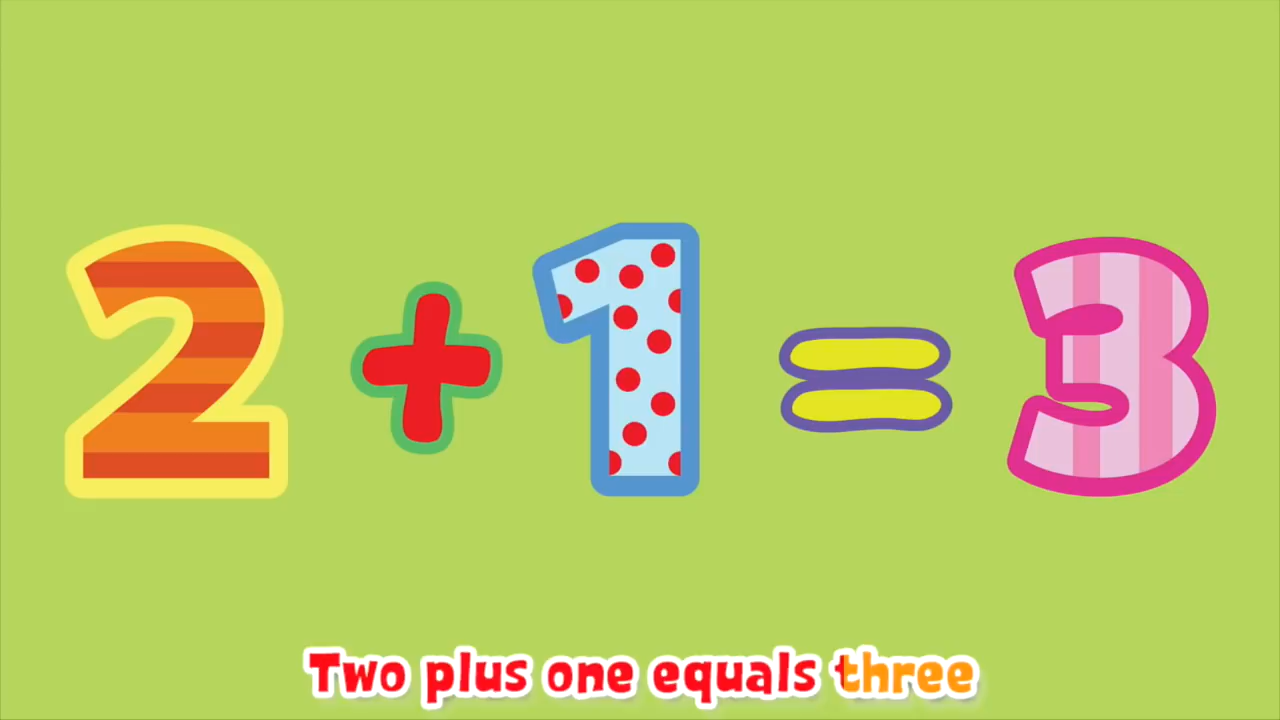 2 + 1 = 3
Two plus one equals three